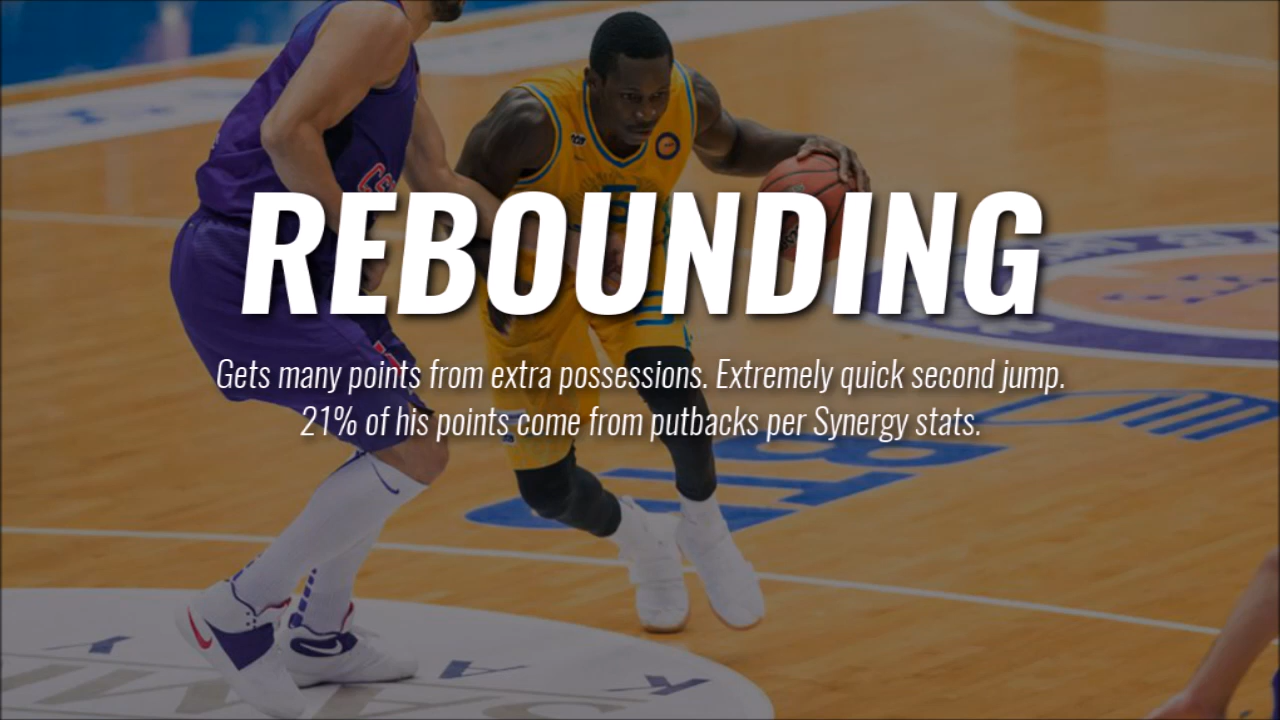 REBOUNDING
Gets many points from extra possessions. Extremely quick second jump.
21% of his points come from putbacks per Synergy stats.